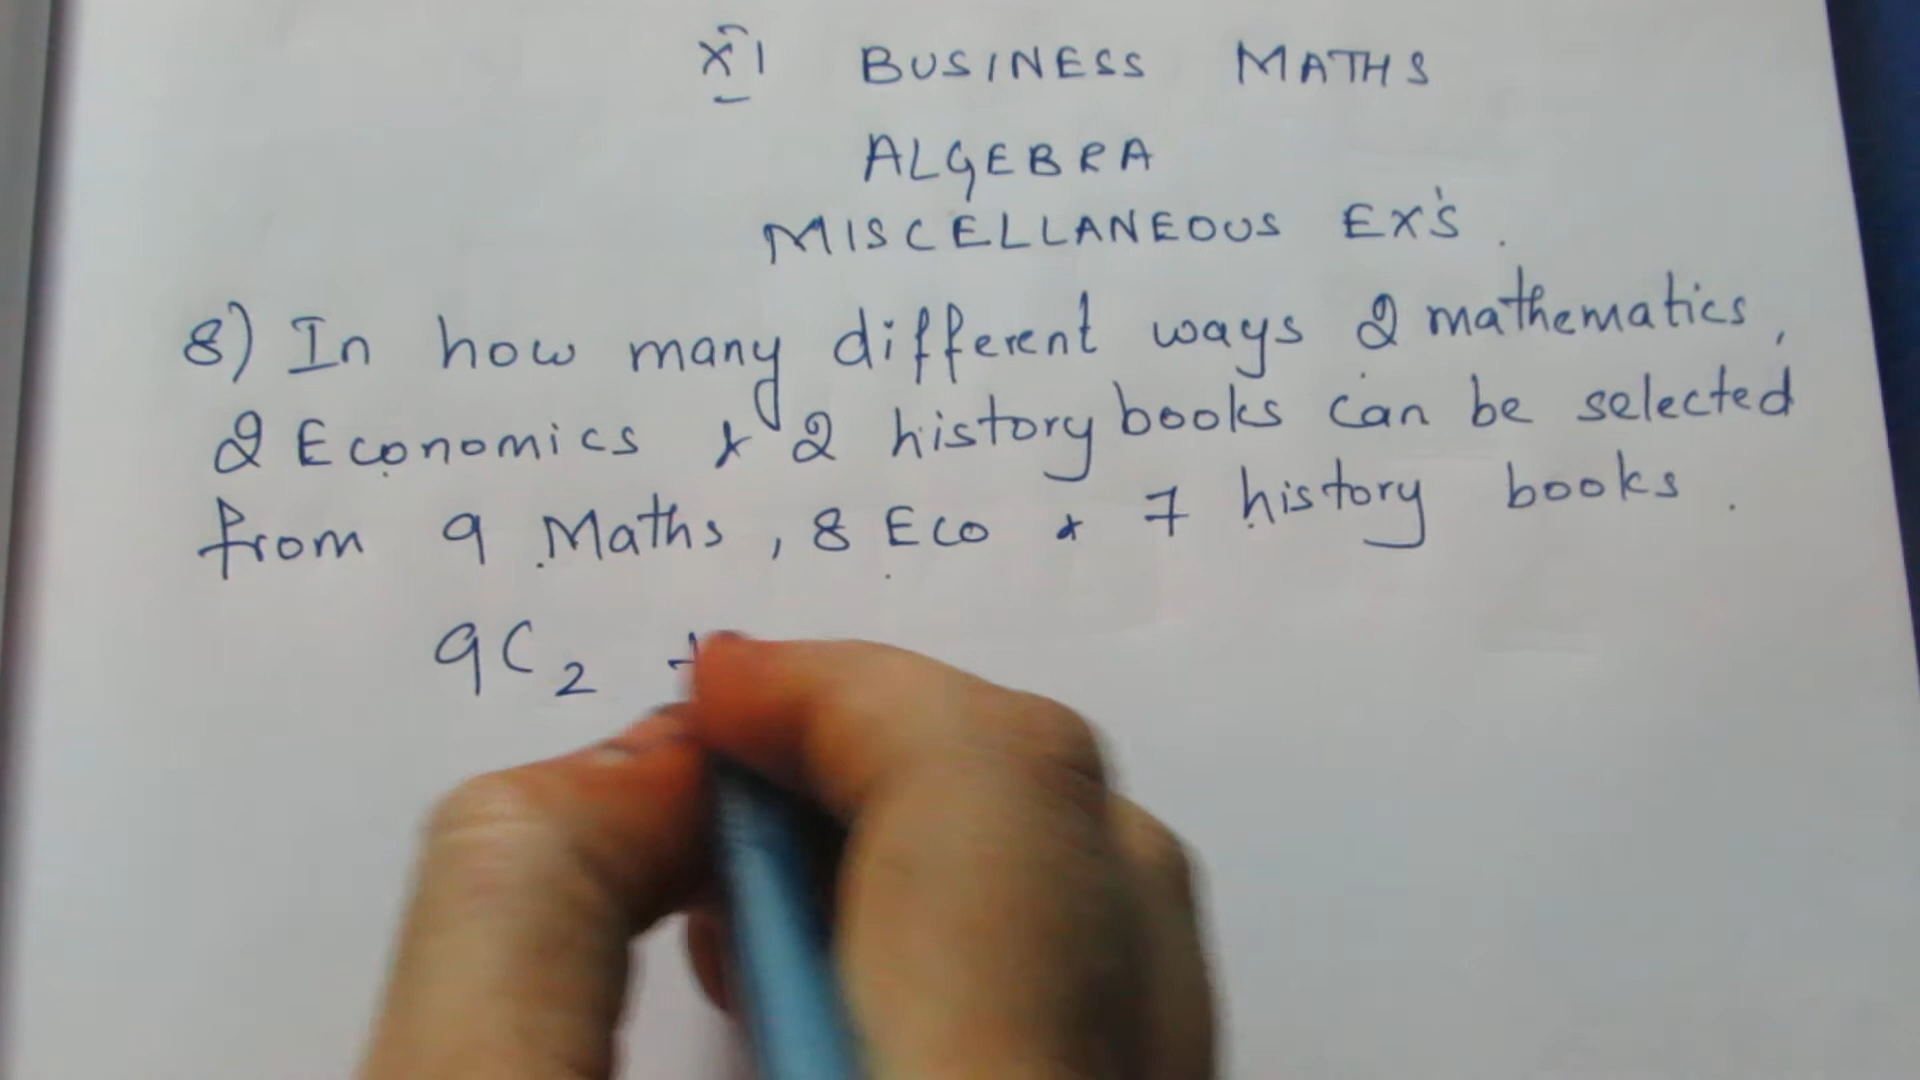 XI BUSINESS MATHS
ALGEBRA
MISCELLANEOUS EX'S.
8) In how many different ways 2 mathematics,
2 Economics & 2 history books can be selected
from 9 Maths, 8 Eco & 7 history books.
9C₂